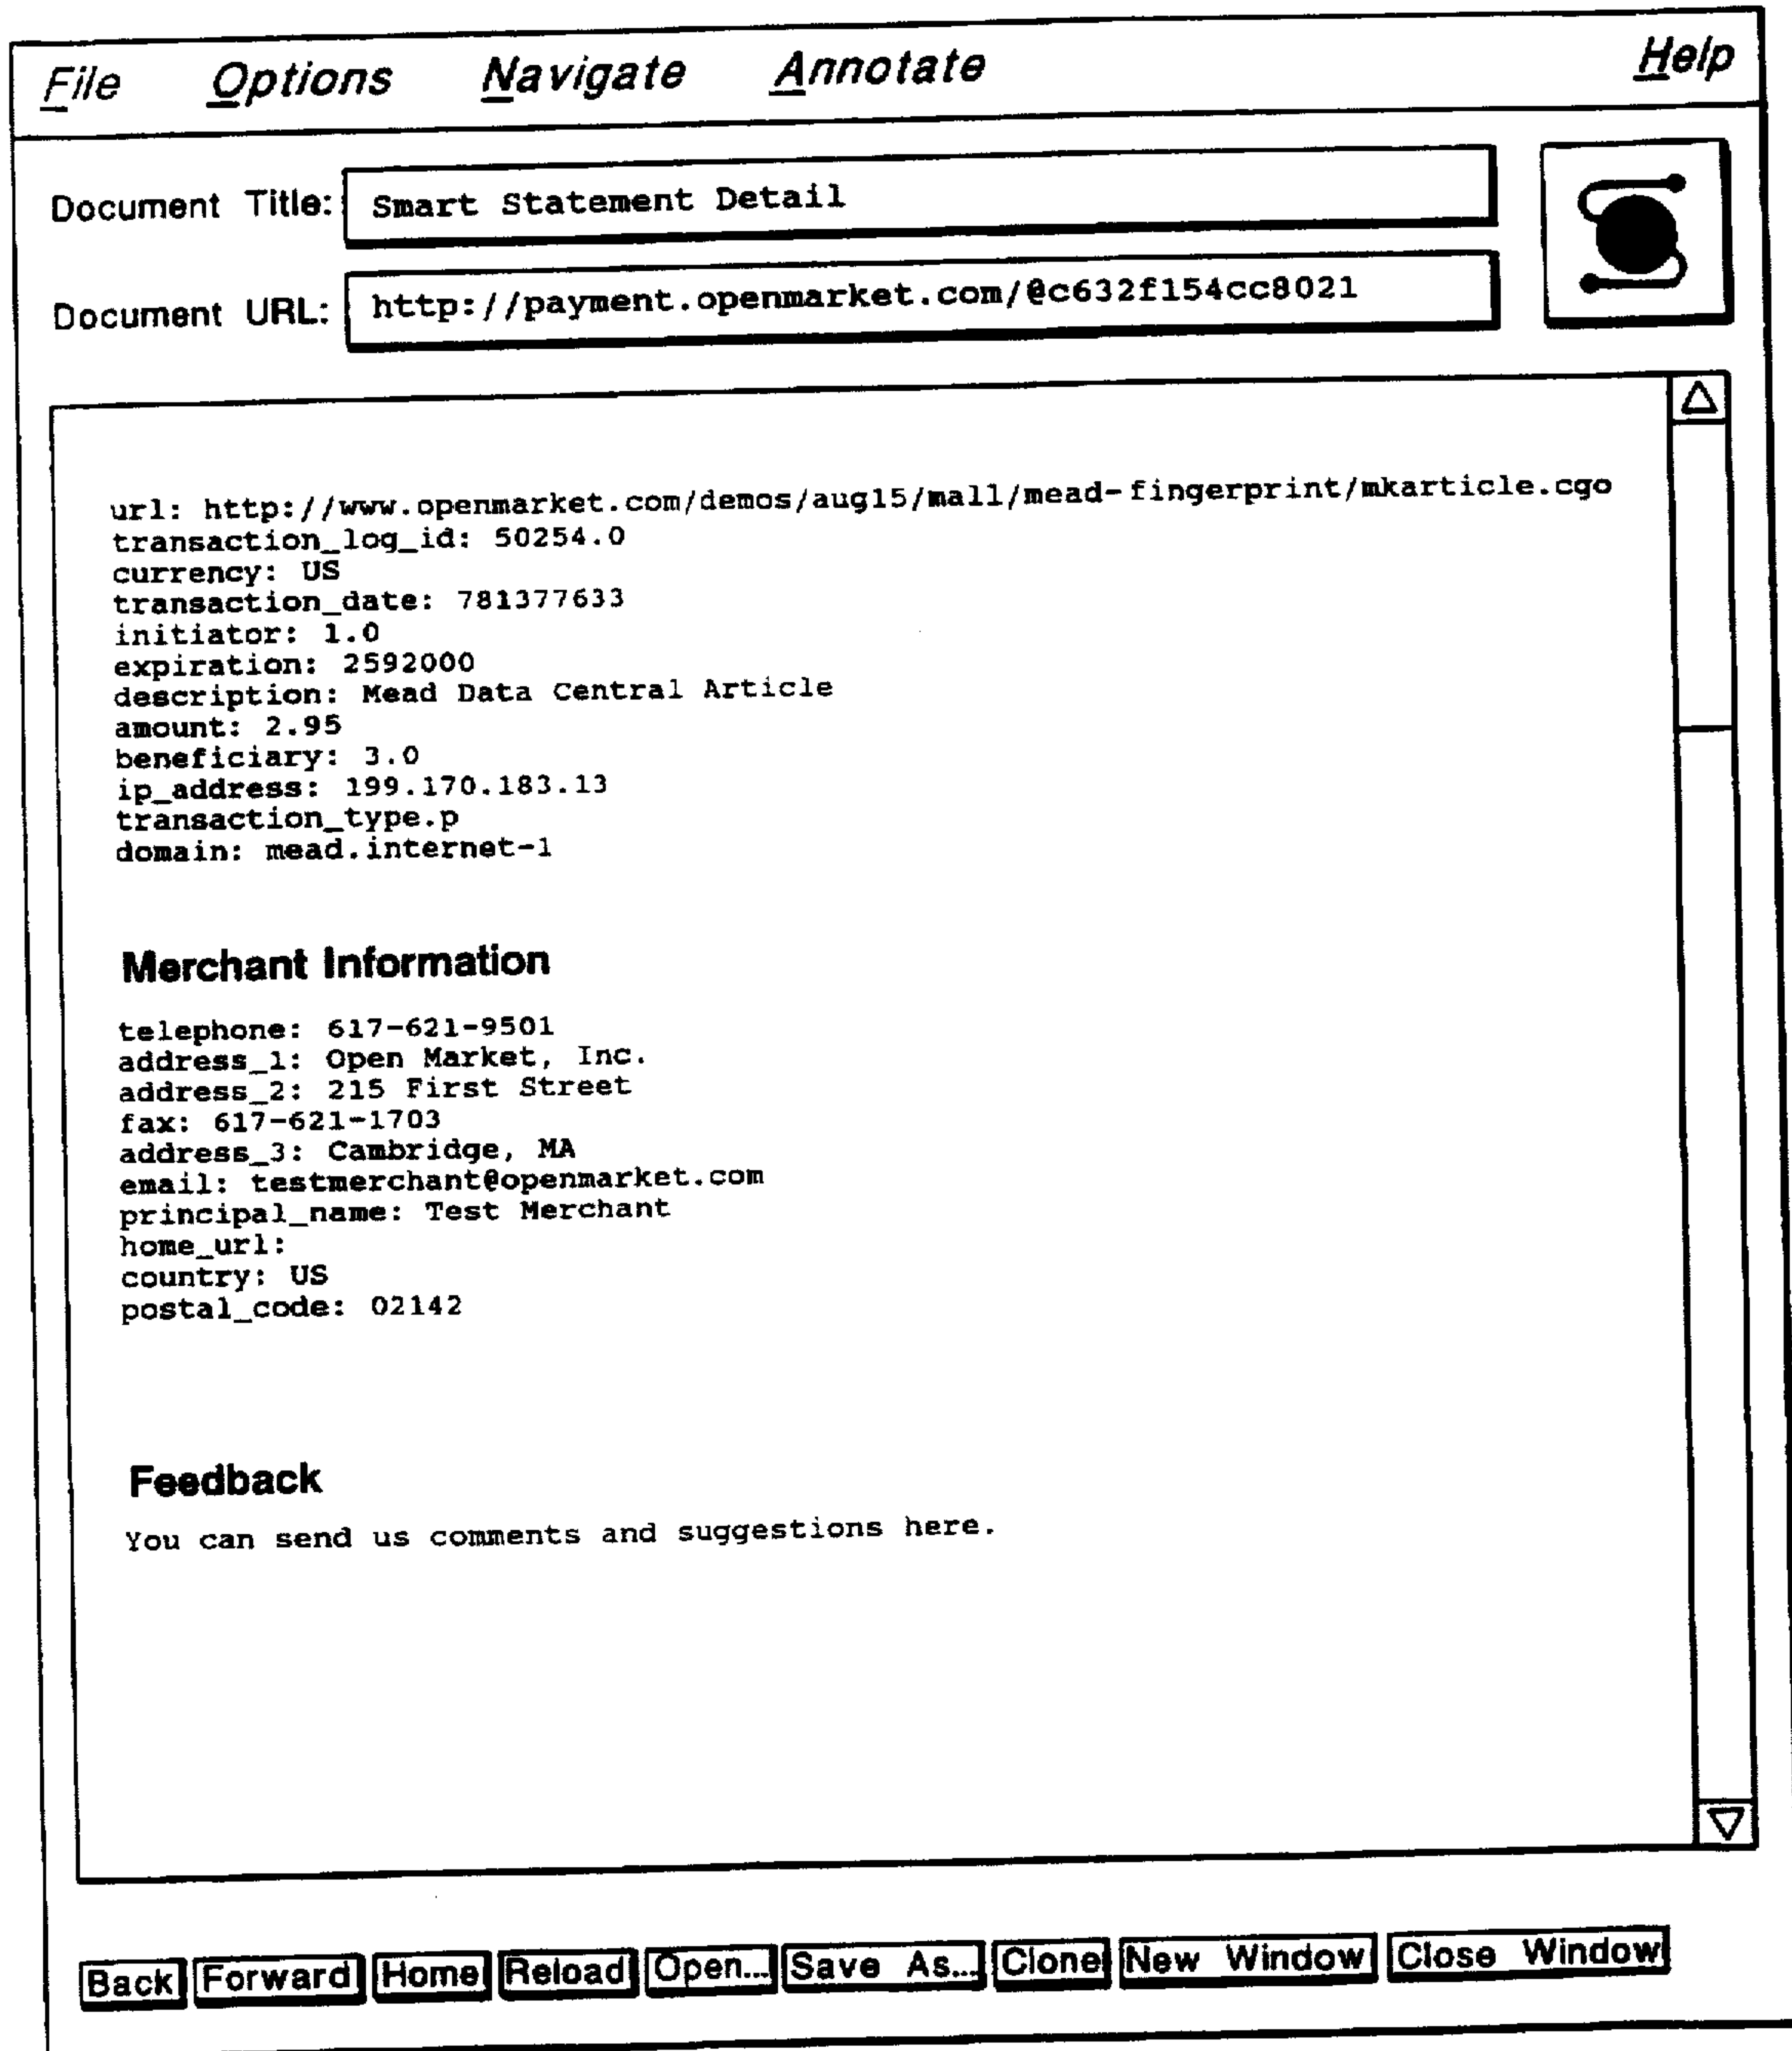 File Options Navigate Annotate Help
Document Title: Smart Statement Detail
Document URL: http://payment.openmarket.com/@c632f154cc8021
url: http://www.openmarket.com/demos/aug15/mall/mead-fingerprint/mkarticle.cgo
transaction_log_id: 50254.0
currency: US
transaction_date: 781377633
initiator: 1.0
expiration: 2592000
description: Mead Data Central Article
amount: 2.95
beneficiary: 3.0
ip_address: 199.170.183.13
transaction_type.p
domain: mead.internet-1
Merchant Information
telephone: 617-621-9501
address_1: Open Market, Inc.
address_2: 215 First Street
fax: 617-621-1703
address_3: Cambridge, MA
email: testmerchant@openmarket.com
principal_name: Test Merchant
home_url:
country: US
postal_code: 02142
Feedback
You can send us comments and suggestions here.
Back Forward Home Reload Open... Save As... Clone New Window Close Window